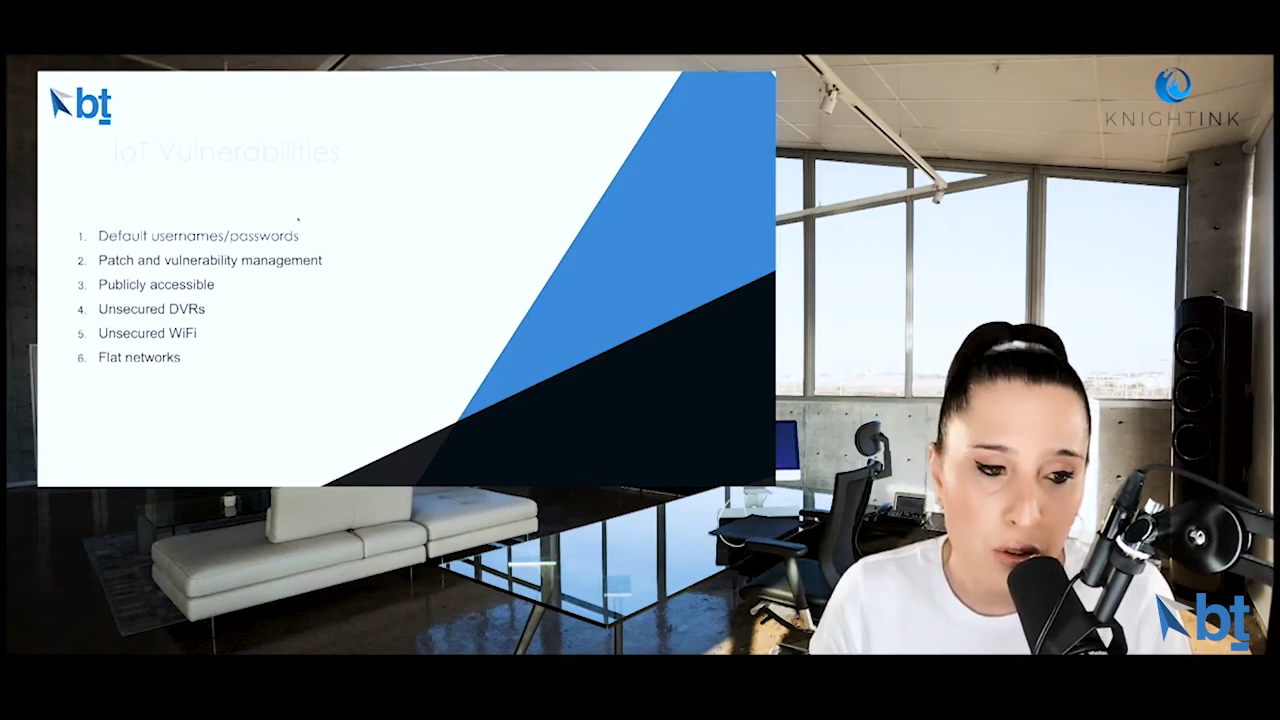 bt
IoT Vulnerabilities
1. Default usernames/passwords
2. Patch and vulnerability management
3. Publicly accessible
4. Unsecured DVRs
5. Unsecured WiFi
6. Flat networks
KNIGHTINK
bt